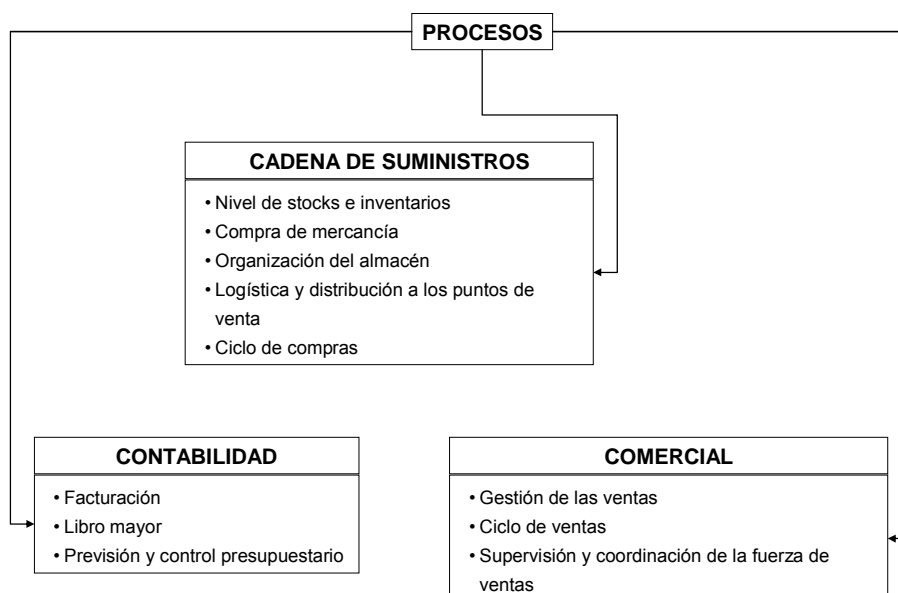 PROCESOS
CADENA DE SUMINISTROS
• Nivel de stocks e inventarios
• Compra de mercancía
• Organización del almacén
• Logística y distribución a los puntos de
venta
• Ciclo de compras
CONTABILIDAD
• Facturación
• Libro mayor
• Previsión y control presupuestario
COMERCIAL
• Gestión de las ventas
• Ciclo de ventas
• Supervisión y coordinación de la fuerza de
ventas